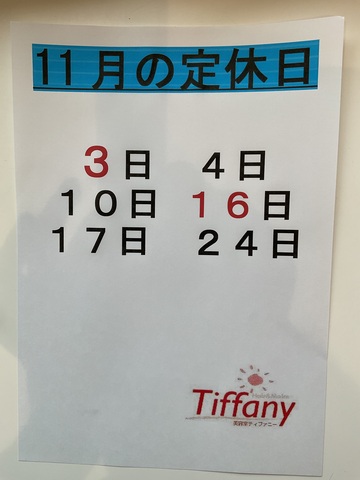 11月の定休日
3日 4日
10日 16日
17日 24日
Tiffany
美容室ティファニー